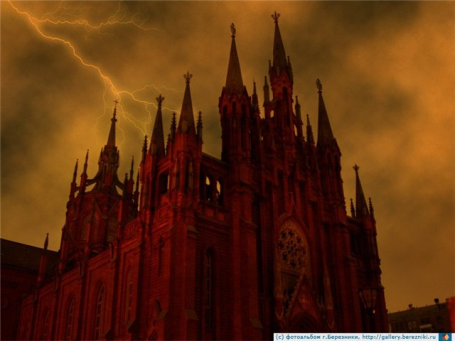 (c) фотоальбом г.Березники, http://gallery.berezniki.ru